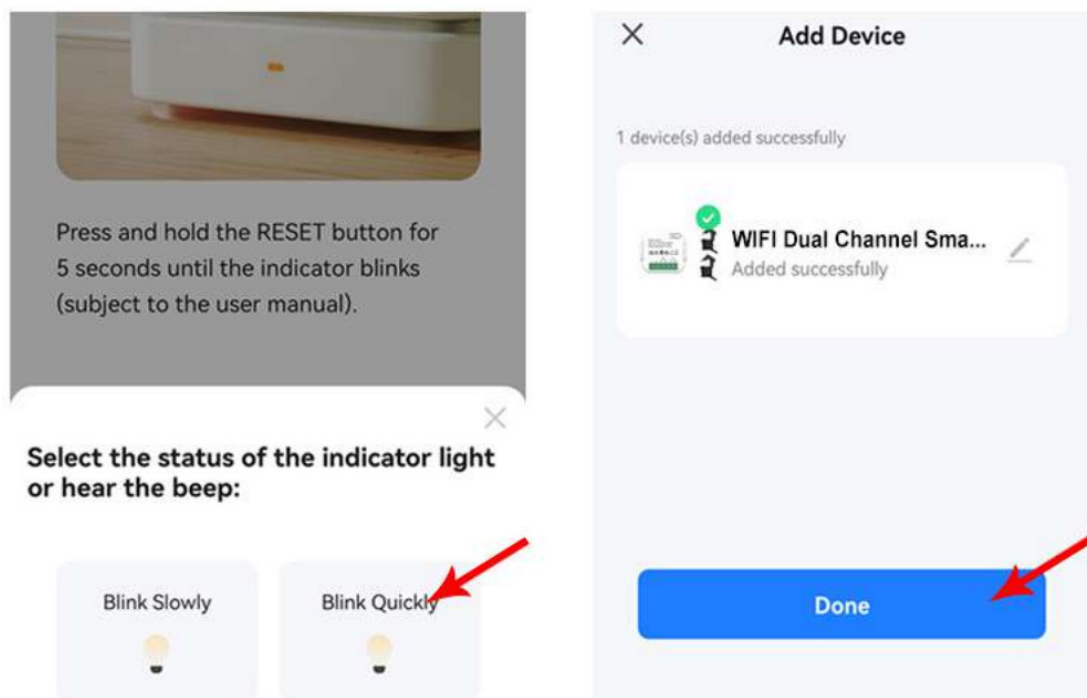 Press and hold the RESET button for
5 seconds until the indicator blinks
(subject to the user manual).
Select the status of the indicator light
or hear the beep:
Blink Slowly
Blink Quickly
Add Device
1 device(s) added successfully
WIFI Dual Channel Sma...
Added successfully
Done